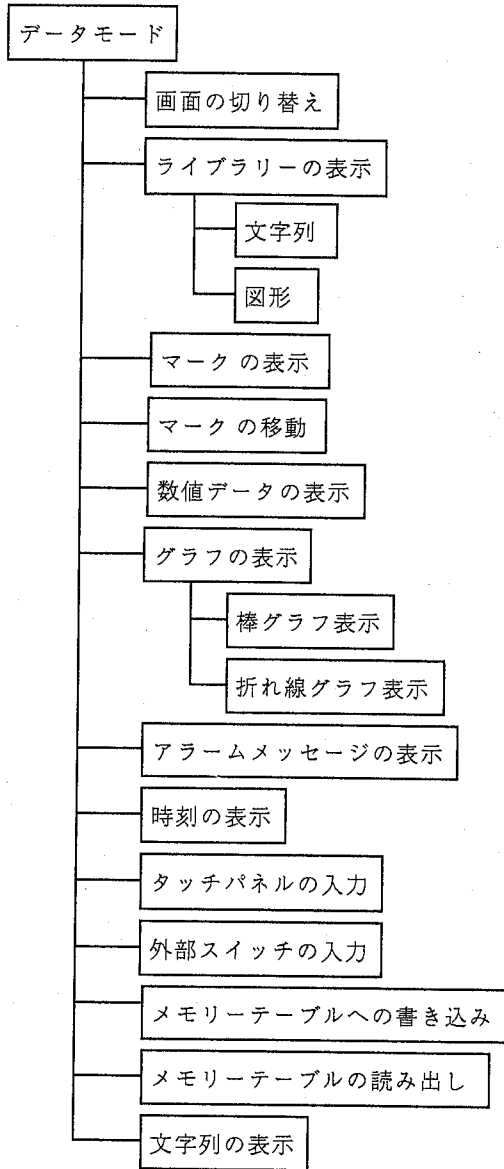 データモード
画面の切り替え
ライブラリーの表示
文字列
図形
マークの表示
マークの移動
数値データの表示
グラフの表示
棒グラフ表示
折れ線グラフ表示
アラームメッセージの表示
時刻の表示
タッチパネルの入力
外部スイッチの入力
メモリーテーブルへの書き込み
メモリーテーブルの読み出し
文字列の表示